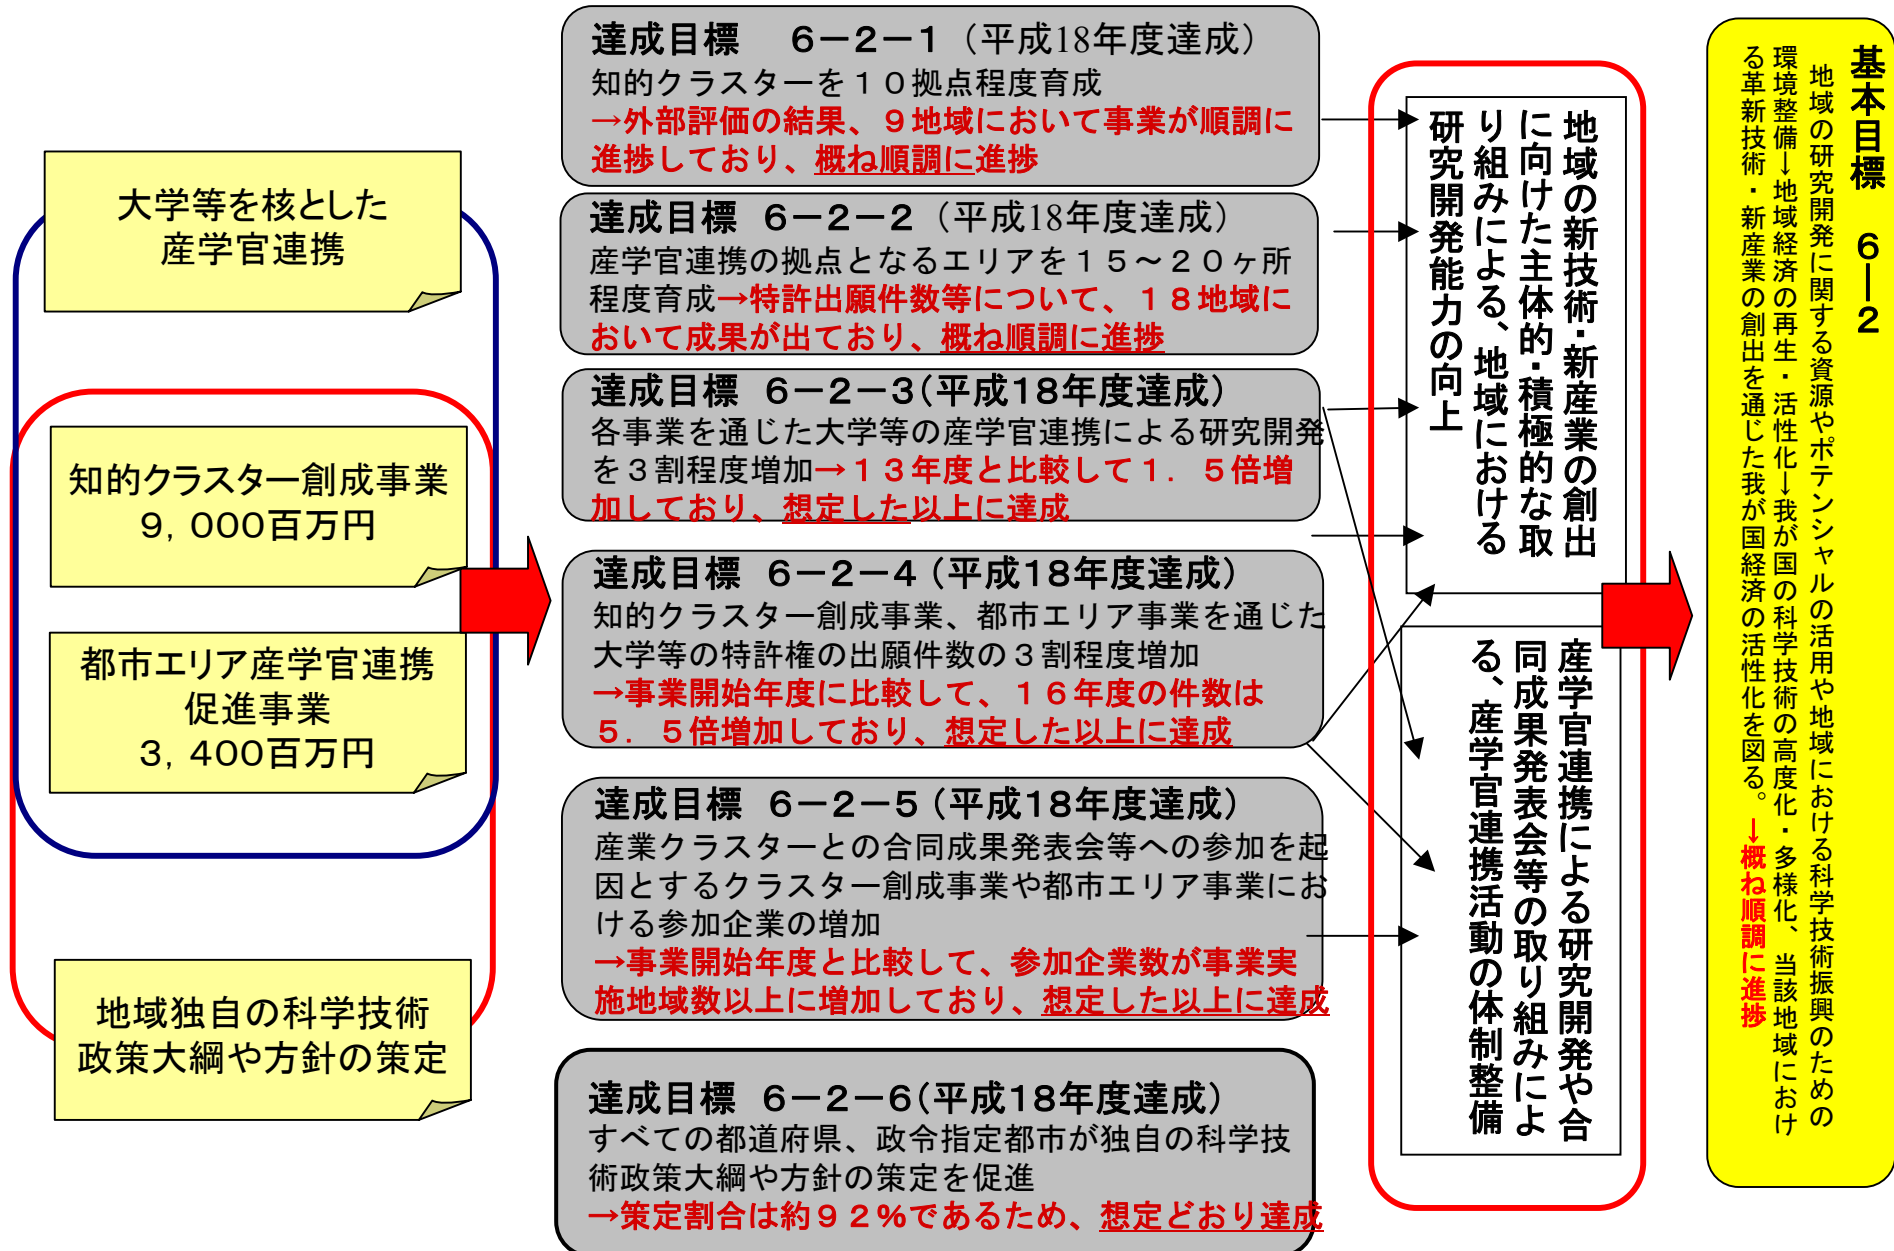 大学等を核とした
産学官連携
知的クラスター創成事業
9,000百万円
都市エリア産学官連携
促進事業
3,400百万円
地域独自の科学技術
政策大綱や方針の策定
達成目標　6－2－1（平成18年度達成）
知的クラスターを１０拠点程度育成
→外部評価の結果、９地域において事業が順調に
進捗しており、概ね順調に進捗
達成目標 6－2－2（平成18年度達成）
産学官連携の拠点となるエリアを１５～２０ヶ所
程度育成→特許出願件数等について、１８地域に
おいて成果が出ており、概ね順調に進捗
達成目標 6－2－3(平成18年度達成)
各事業を通じた大学等の産学官連携による研究開発
を３割程度増加→１３年度と比較して１．５倍増
加しており、想定した以上に達成
達成目標 6－2－4(平成18年度達成)
知的クラスター創成事業、都市エリア事業を通じた
大学等の特許権の出願件数の３割程度増加
→事業開始年度に比較して、１６年度の件数は
５．５倍増加しており、想定した以上に達成
達成目標 6－2－5(平成18年度達成)
産業クラスターとの合同成果発表会等への参加を起
因とするクラスター創成事業や都市エリア事業にお
ける参加企業の増加
→事業開始年度と比較して、参加企業数が事業実
施地域数以上に増加しており、想定した以上に達成
達成目標 6－2－6(平成18年度達成)
すべての都道府県、政令指定都市が独自の科学技
術政策大綱や方針の策定を促進
→策定割合は約９２％であるため、想定どおり達成
地域の新技術・新産業の創出
に向けた主体的・積極的な取
り組みによる、地域における
研究開発能力の向上
産学官連携による研究開発や合
同成果発表会等の取り組みによ
る、産学官連携活動の体制整備
基本目標　6―2
地域の研究開発に関する資源やポテンシャルの活用や地域における科学技術振興のための
環境整備→地域経済の再生・活性化→我が国の科学技術の高度化・多様化、当該地域におけ
る革新技術・新産業の創出を通じた我が国経済の活性化を図る。→概ね順調に進捗